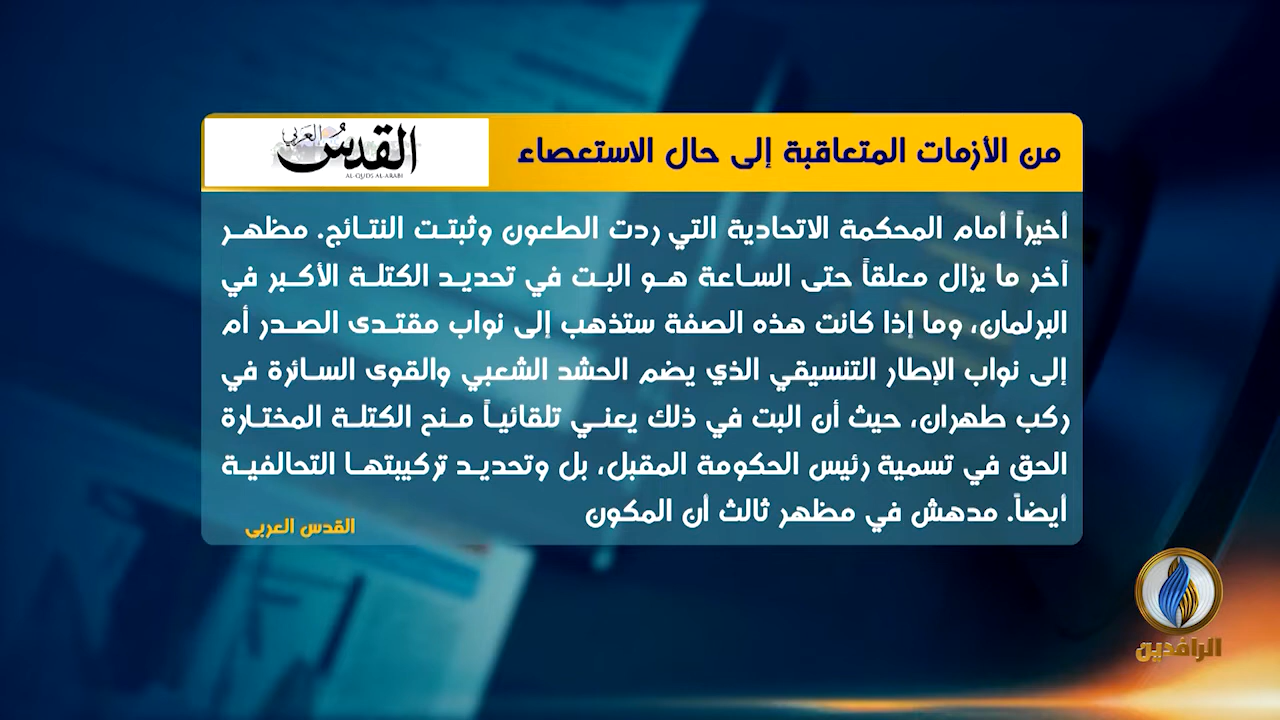 من الأزمات المتعاقبة إلى حال الاستعصاء
القدس العربي
AL-QUDS AL-ARABI
أخيراً أمام المحكمة الاتحادية التي ردت الطعون وثبتت النتائج. مظهر
آخر ما يزال معلقاً حتى الساعة هو البت في تحديد الكتلة الأكبر في
البرلمان، وما إذا كانت هذه الصفة ستذهب إلى نواب مقتدى الصدر أم
إلى نواب الإطار التنسيقي الذي يضم الحشد الشعبي والقوى السائرة في
ركب طهران، حيث أن البت في ذلك يعني تلقائياً منح الكتلة المختارة
الحق في تسمية رئيس الحكومة المقبل، بل وتحديد تركيبتها التحالفية
أيضاً. مدهش في مظهر ثالث أن المكون
القدس العربي
الرافدين